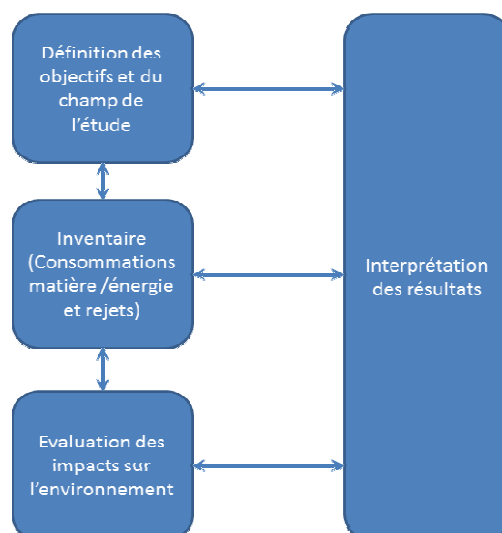 Définition des
objectifs et du
champ de
l'étude
Inventaire
(Consommations
matière /énergie
et rejets)
Interprétation
des résultats
Evaluation des
impacts sur
l'environnement